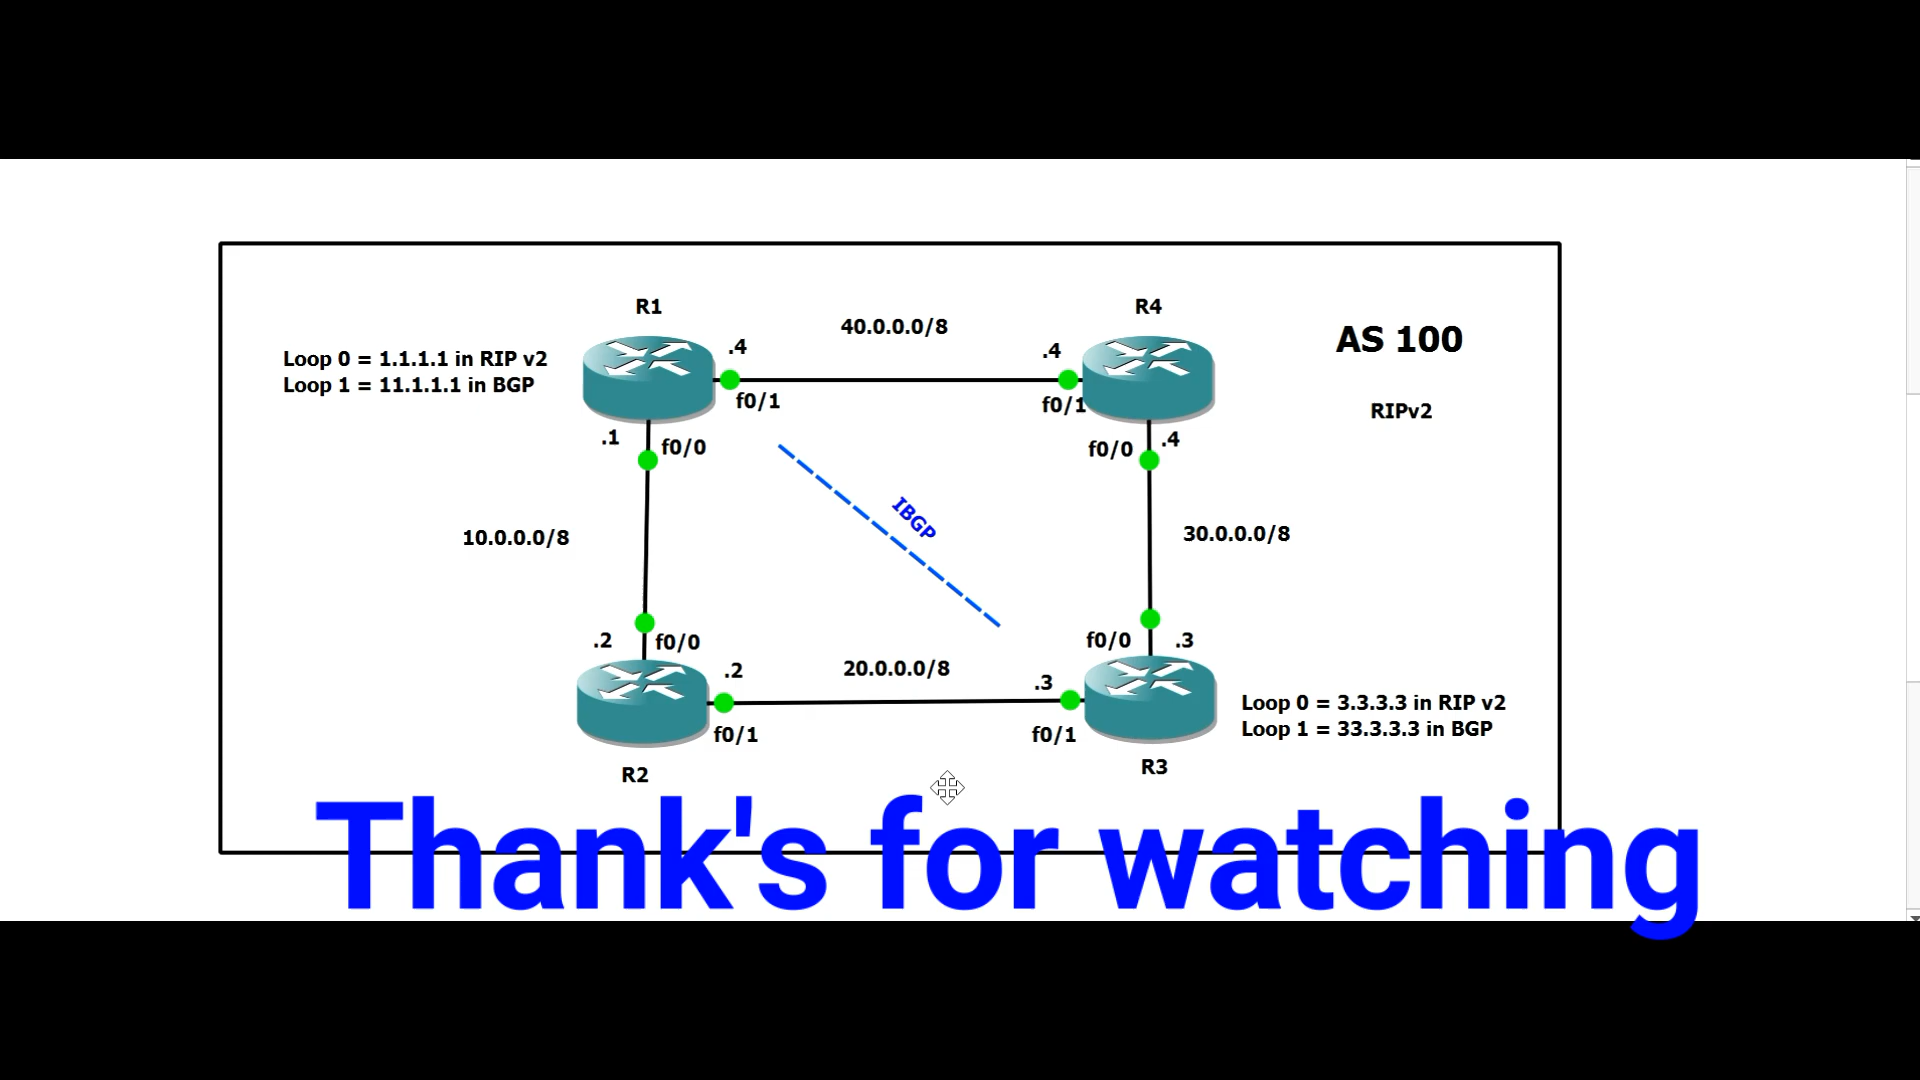 R1
R4
40.0.0.0/8
AS 100
Loop 0 = 1.1.1.1 in RIP v2
Loop 1 = 11.1.1.1 in BGP
.4
.4
f0/1
f0/1
RIPv2
.1
f0/0
f0/0
.4
IBGP
10.0.0.0/8
30.0.0.0/8
.2
f0/0
f0/0
.3
.2
20.0.0.0/8
.3
Loop 0 = 3.3.3.3 in RIP v2
Loop 1 = 33.3.3.3 in BGP
f0/1
f0/1
R2
R3
Thank's for watching